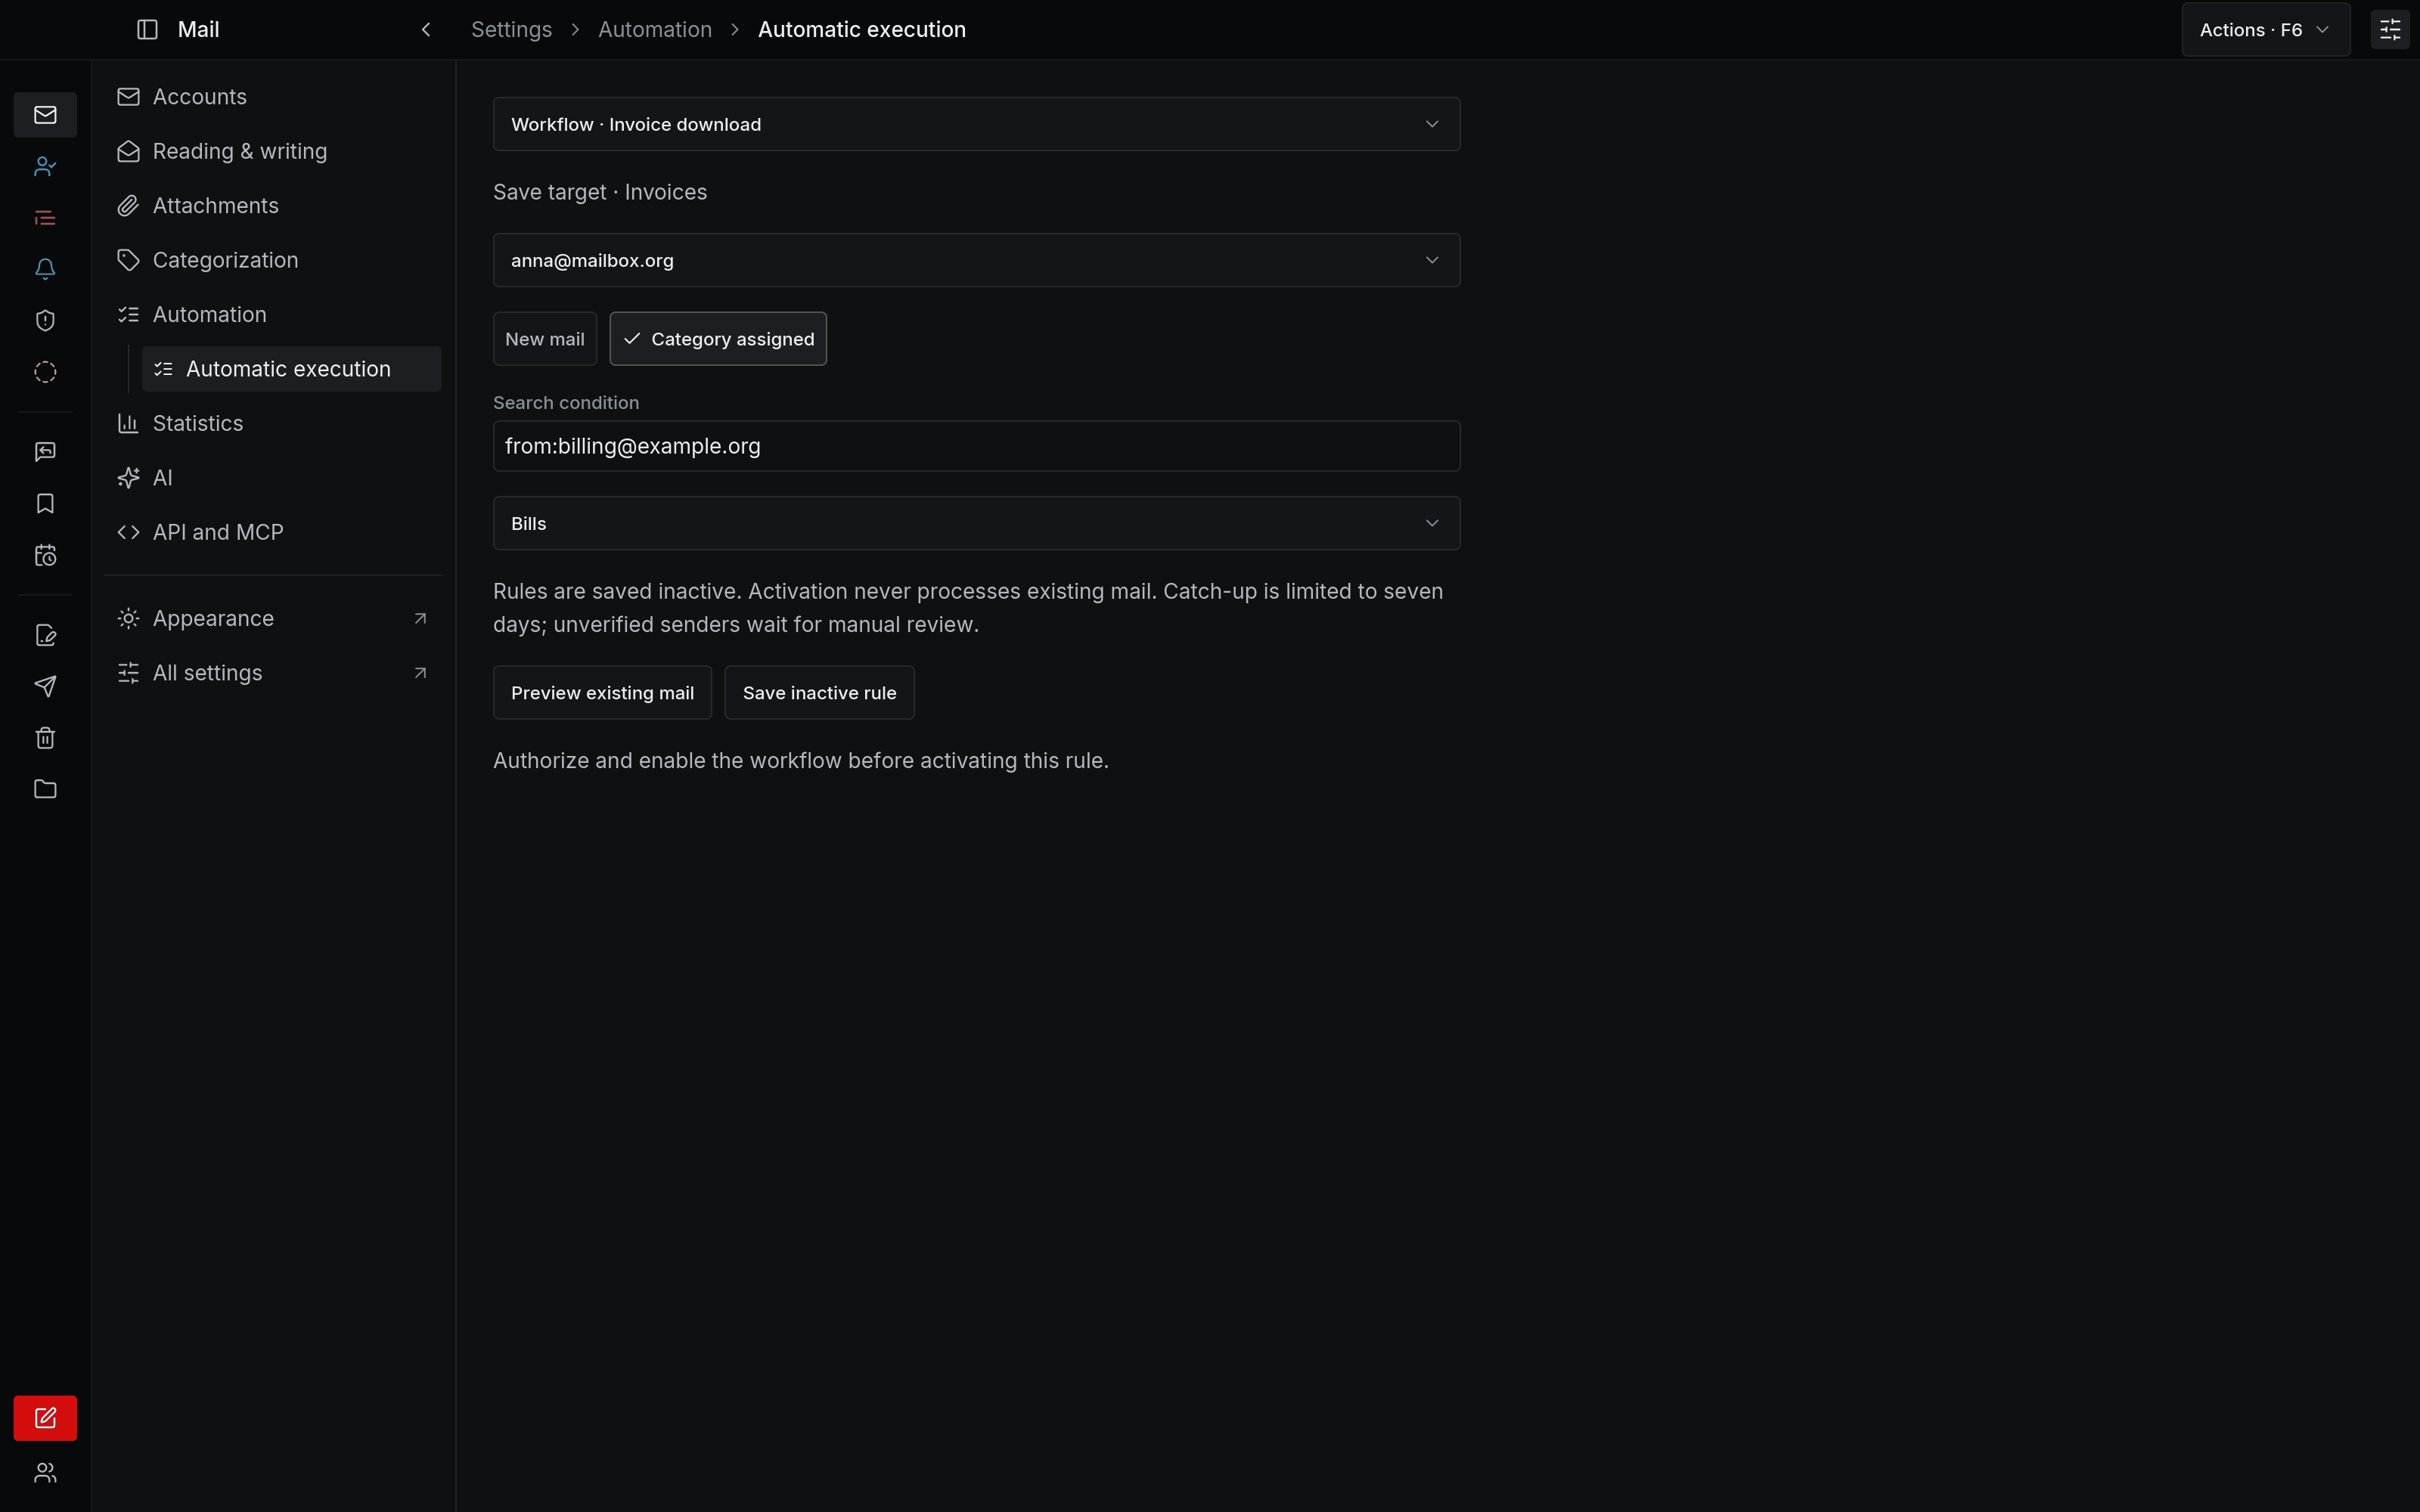 Mail
Settings > Automation > Automatic execution
Actions · F6
Accounts
Reading & writing
Attachments
Categorization
Automation
Automatic execution
Statistics
AI
API and MCP
Appearance
All settings
Workflow · Invoice download
Save target · Invoices
anna@mailbox.org
New mail
Category assigned
Search condition
from:billing@example.org
Bills
Rules are saved inactive. Activation never processes existing mail. Catch-up is limited to seven
days; unverified senders wait for manual review.
Preview existing mail
Save inactive rule
Authorize and enable the workflow before activating this rule.